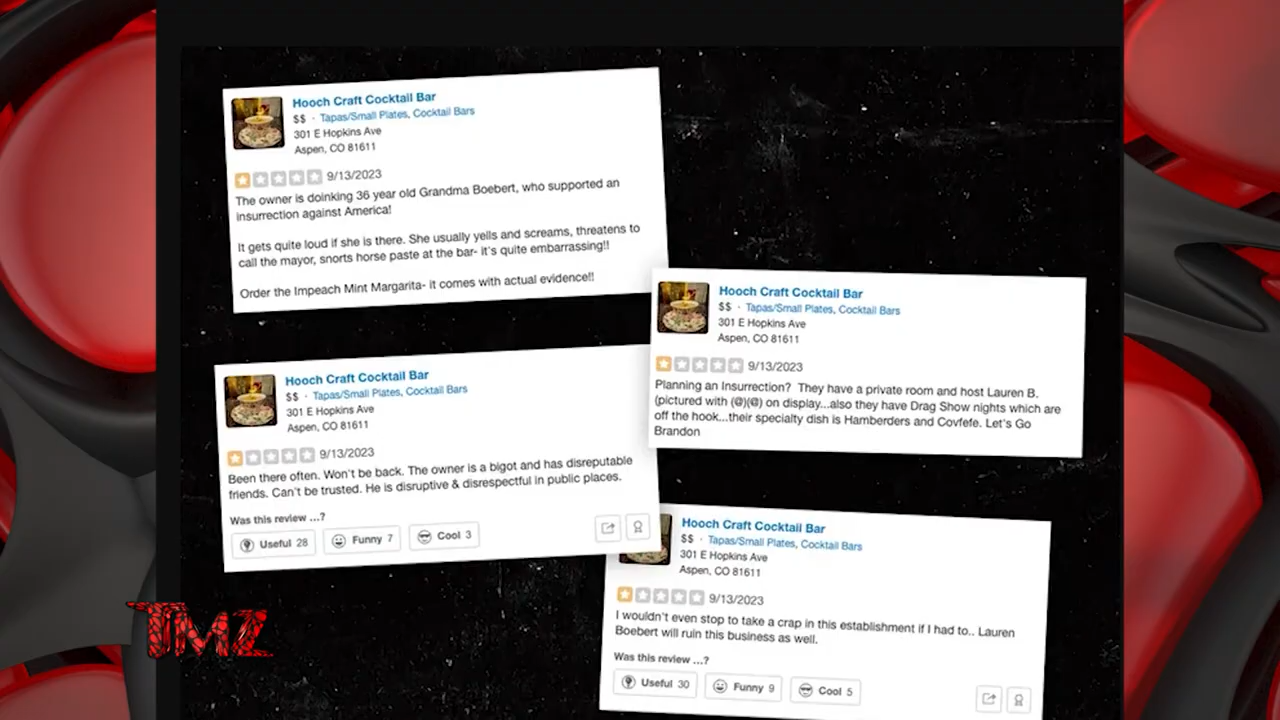 Hooch Craft Cocktail Bar
$$ · Tapas/Small Plates, Cocktail Bars
301 E Hopkins Ave
Aspen, CO 81611
9/13/2023
The owner is doinking 36 year old Grandma Boebert, who supported an
insurrection against America!
It gets quite loud if she is there. She usually yells and screams, threatens to
call the mayor, snorts horse paste at the bar- it's quite embarrassing!!
Order the Impeach Mint Margarita- it comes with actual evidence!!
Hooch Craft Cocktail Bar
$$ · Tapas/Small Plates, Cocktail Bars
301 E Hopkins Ave
Aspen, CO 81611
9/13/2023
Planning an Insurrection? They have a private room and host Lauren B.
(pictured with (@)(@) on display...also they have Drag Show nights which are
off the hook...their specialty dish is Hamberders and Covfefe. Let's Go
Brandon
Hooch Craft Cocktail Bar
$$ · Tapas/Small Plates, Cocktail Bars
301 E Hopkins Ave
Aspen, CO 81611
9/13/2023
Been there often. Won't be back. The owner is a bigot and has disreputable
friends. Can't be trusted. He is disruptive & disrespectful in public places.
Was this review ...?
Useful 28 Funny 7 Cool 3
Hooch Craft Cocktail Bar
$$ · Tapas/Small Plates, Cocktail Bars
301 E Hopkins Ave
Aspen, CO 81611
9/13/2023
I wouldn't even stop to take a crap in this establishment if I had to.. Lauren
Boebert will ruin this business as well.
Was this review ...?
Useful 30 Funny 9 Cool 5
TMZ